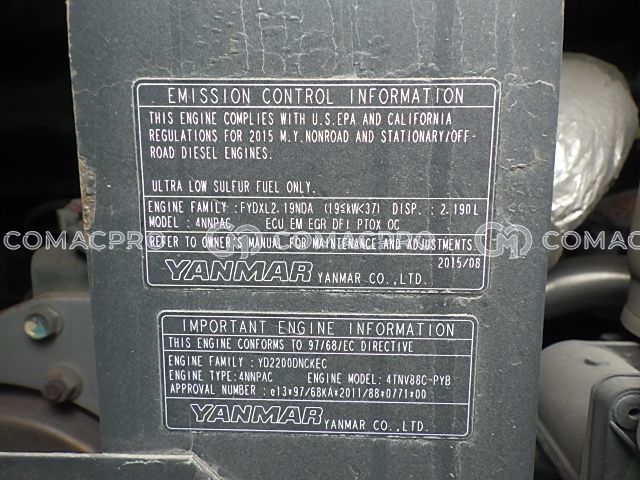 EMISSION CONTROL INFORMATION
THIS ENGINE COMPLIES WITH U.S.EPA AND CALIFORNIA
REGULATIONS FOR 2015 M.Y.NONROAD AND STATIONARY/OFF-
ROAD DIESEL ENGINES.
ULTRA LOW SULFUR FUEL ONLY.
ENGINE FAMILY : FYDXL2.19NDA (19≤kW<37) DISP. : 2.190L
MODEL : 4NNPAC ECU EM EGR DFI PTOX OC
REFER TO OWNER'S MANUAL FOR MAINTENANCE AND ADJUSTMENTS.
COMACPRO COMACPRO COMACPRO
2015/08
YANMAR YANMAR CO.,LTD.
IMPORTANT ENGINE INFORMATION
THIS ENGINE CONFORMS TO 97/68/EC DIRECTIVE
ENGINE FAMILY : YD2200DNCKEC
ENGINE TYPE:4NNPAC ENGINE MODEL : 4TNV88C-PYB
APPROVAL NUMBER : e13*97/68KA*2011/88*0771*00
YANMAR YANMAR CO.,LTD.